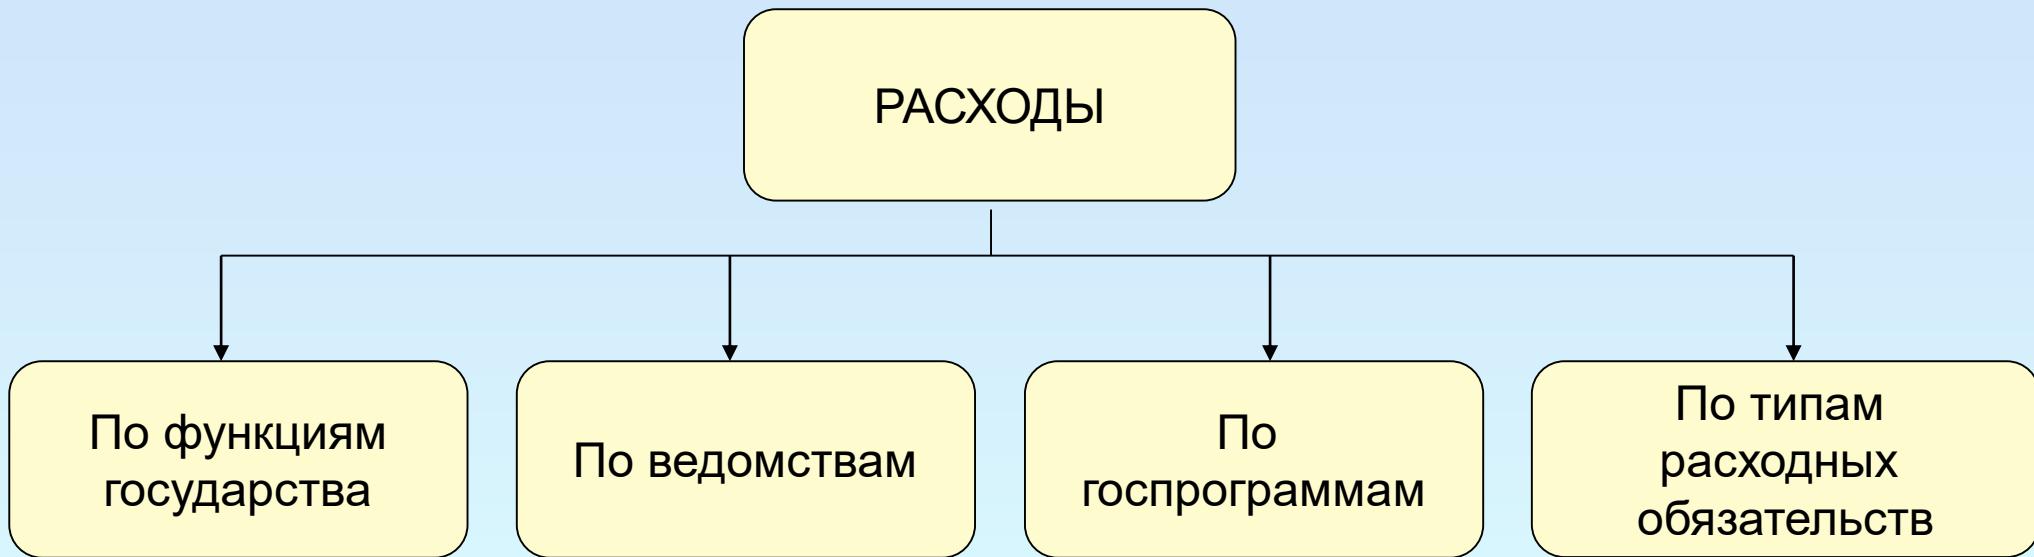 РАСХОДЫ
По функциям
государства
По ведомствам
По
госпрограммам
По типам
расходных
обязательств